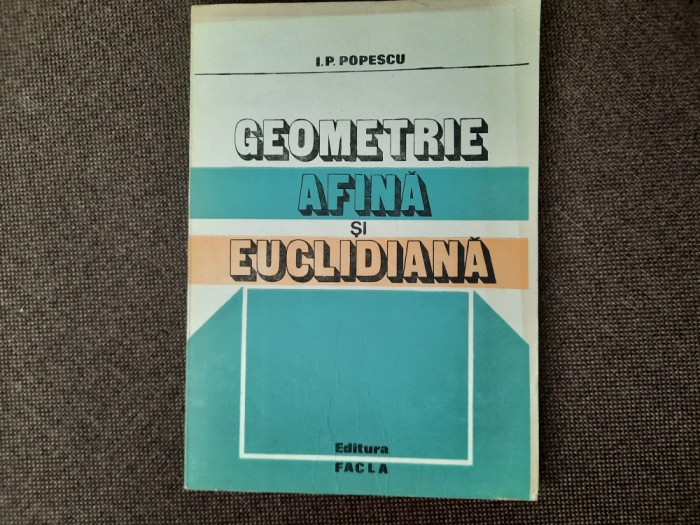 I.P. POPESCU
GEOMETRIE
AFINĂ
ȘI
EUCLIDIANĂ
Editura
FACLA